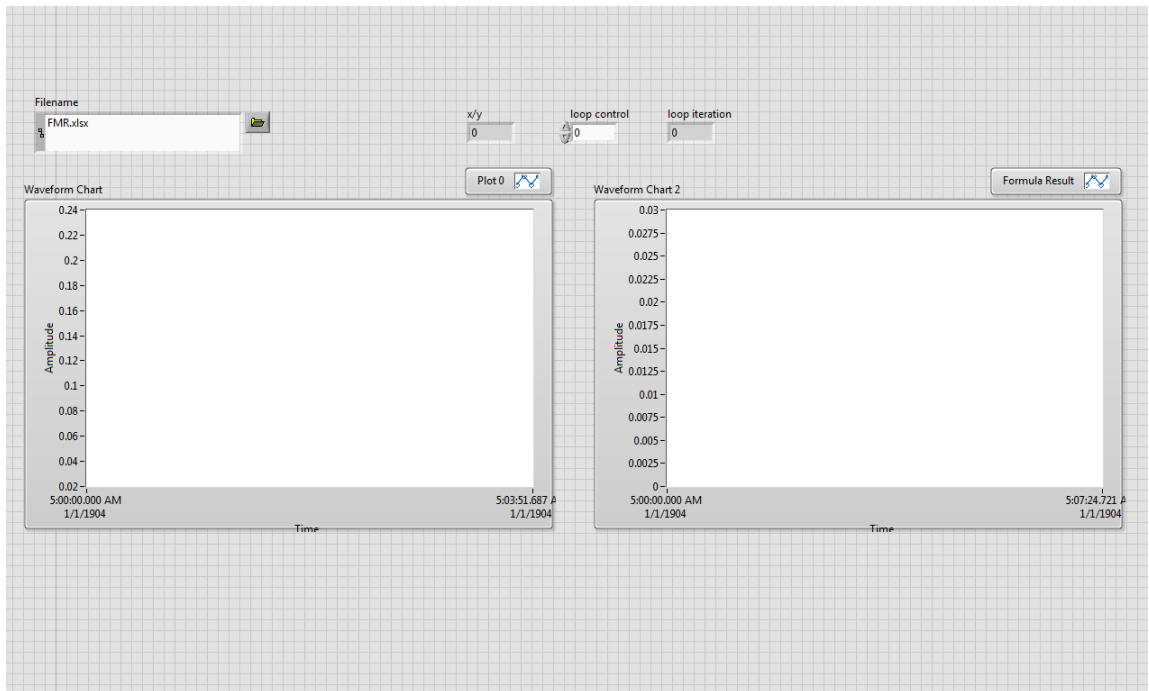 Filename
FMR.xlsx
x/y
0
loop control
0
loop iteration
0
Waveform Chart
Plot 0
0.24
0.22
0.2
0.18
0.16
0.14
0.12
0.1
0.08
0.06
0.04
0.02
Amplitude
5:00:00.000 AM
1/1/1904
5:03:51.687 A
1/1/1904
Time
Waveform Chart 2
Formula Result
0.03
0.0275
0.025
0.0225
0.02
0.0175
0.015
0.0125
0.01
0.0075
0.005
0.0025
0
Amplitude
5:00:00.000 AM
1/1/1904
5:07:24.721 A
1/1/1904
Time